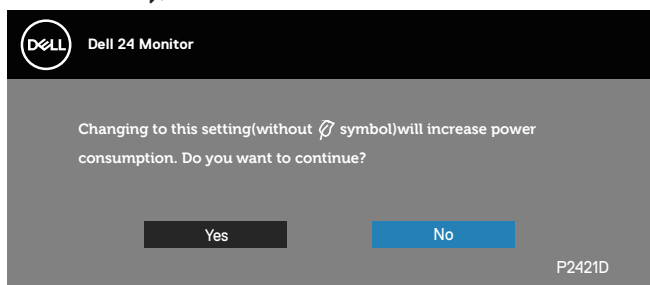 DELL
Dell 24 Monitor
Changing to this setting(without symbol)will increase power
consumption. Do you want to continue?
Yes
No
P2421D